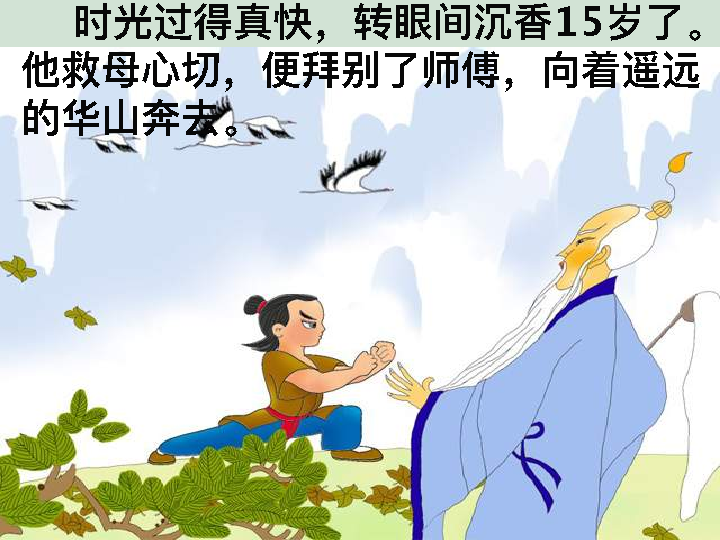 时光过得真快，转眼间沉香15岁了。
他救母心切，便拜别了师傅，向着遥远
的华山奔去。